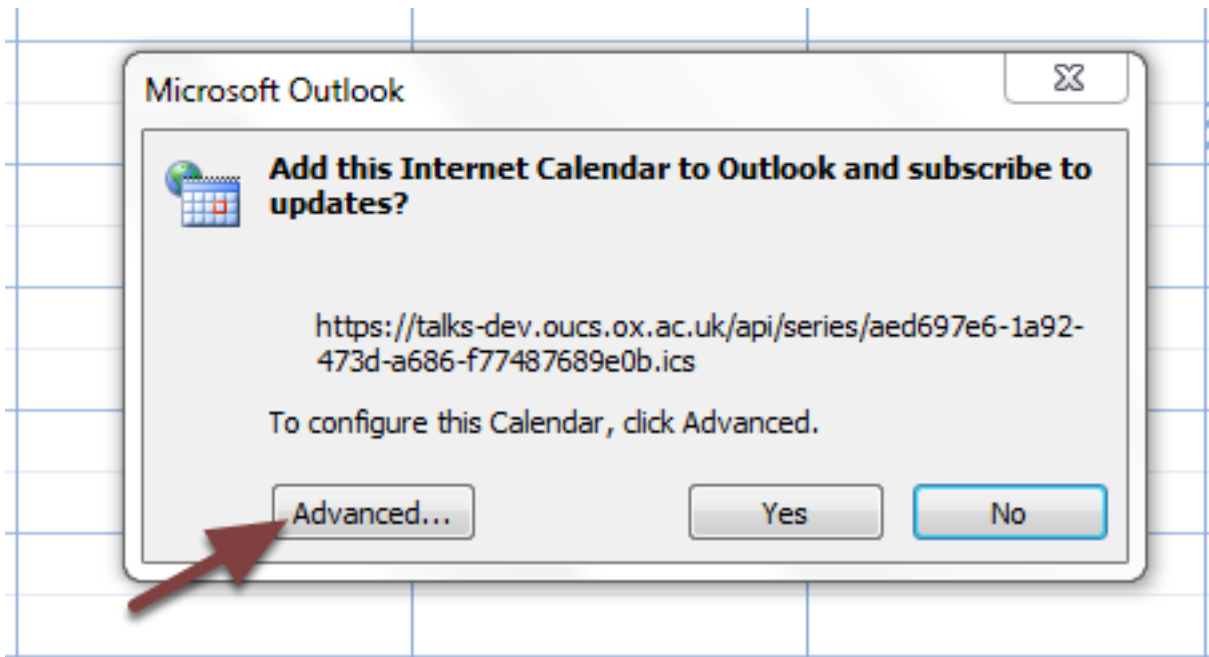 Microsoft Outlook
Add this Internet Calendar to Outlook and subscribe to
updates?
https://talks-dev.oucs.ox.ac.uk/api/series/aed697e6-1a92-
473d-a686-f77487689e0b.ics
To configure this Calendar, click Advanced.
Advanced... Yes No